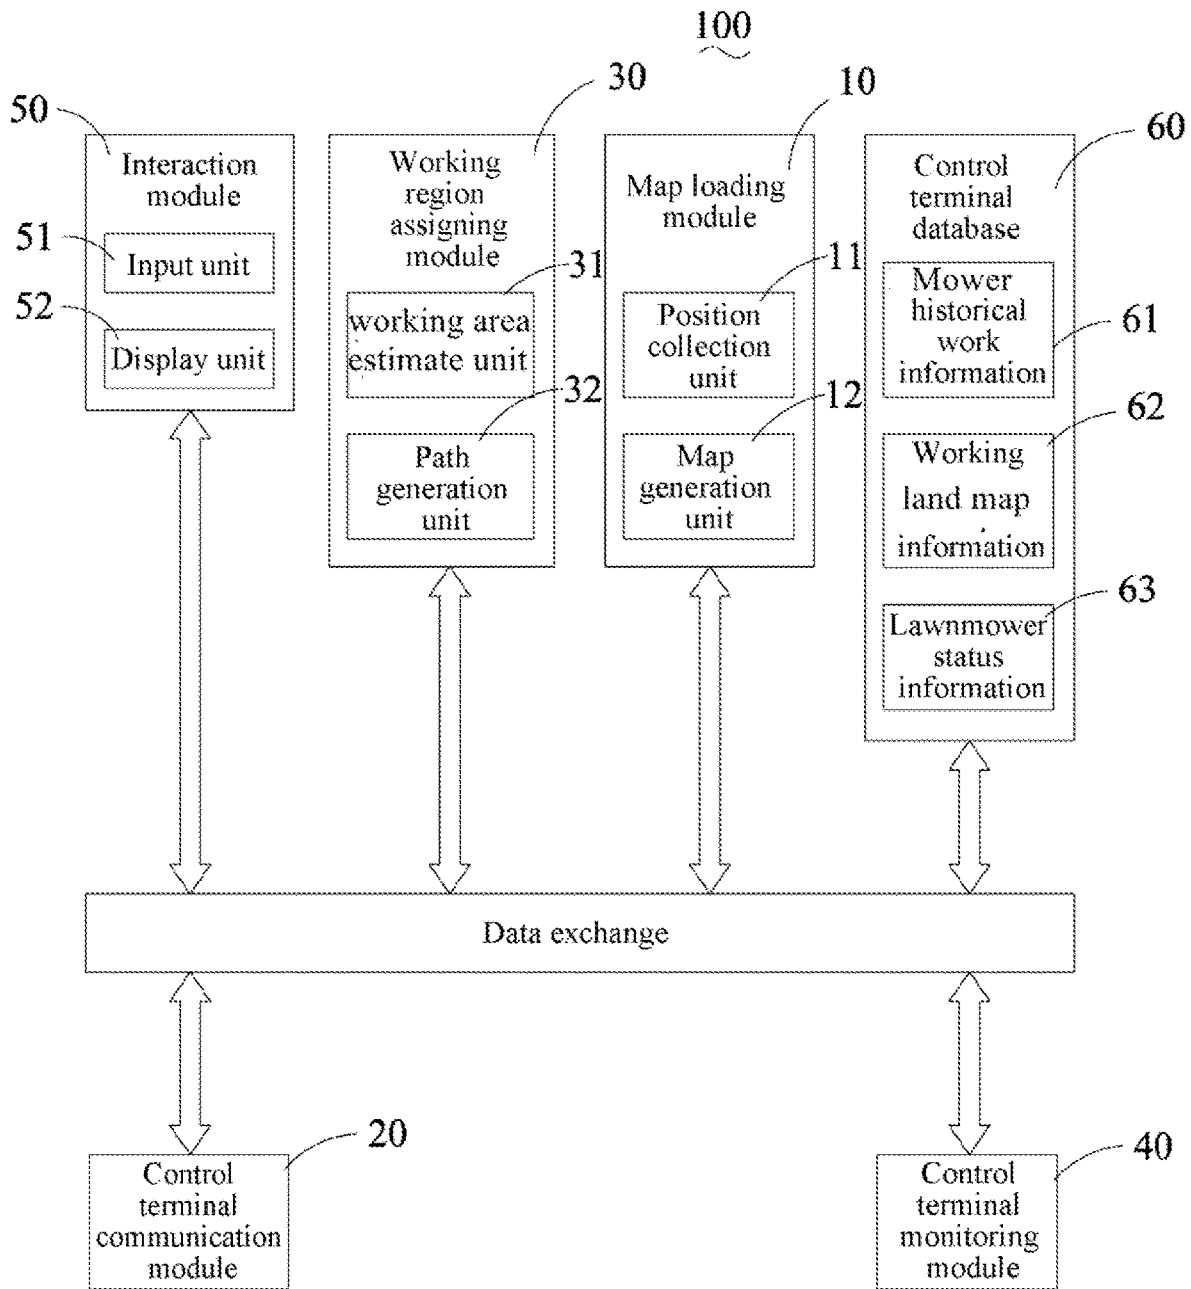 100
50
Interaction
module
51
Input unit
52
Display unit
30
Working
region
assigning
module
31
working area
estimate unit
32
Path
generation
unit
10
Map loading
module
11
Position
collection
unit
12
Map
generation
unit
60
Control
terminal
database
Mower
historical
work
information
61
62
Working
land map
information
63
Lawnmower
status
information
Data exchange
20
Control
terminal
communication
module
40
Control
terminal
monitoring
module